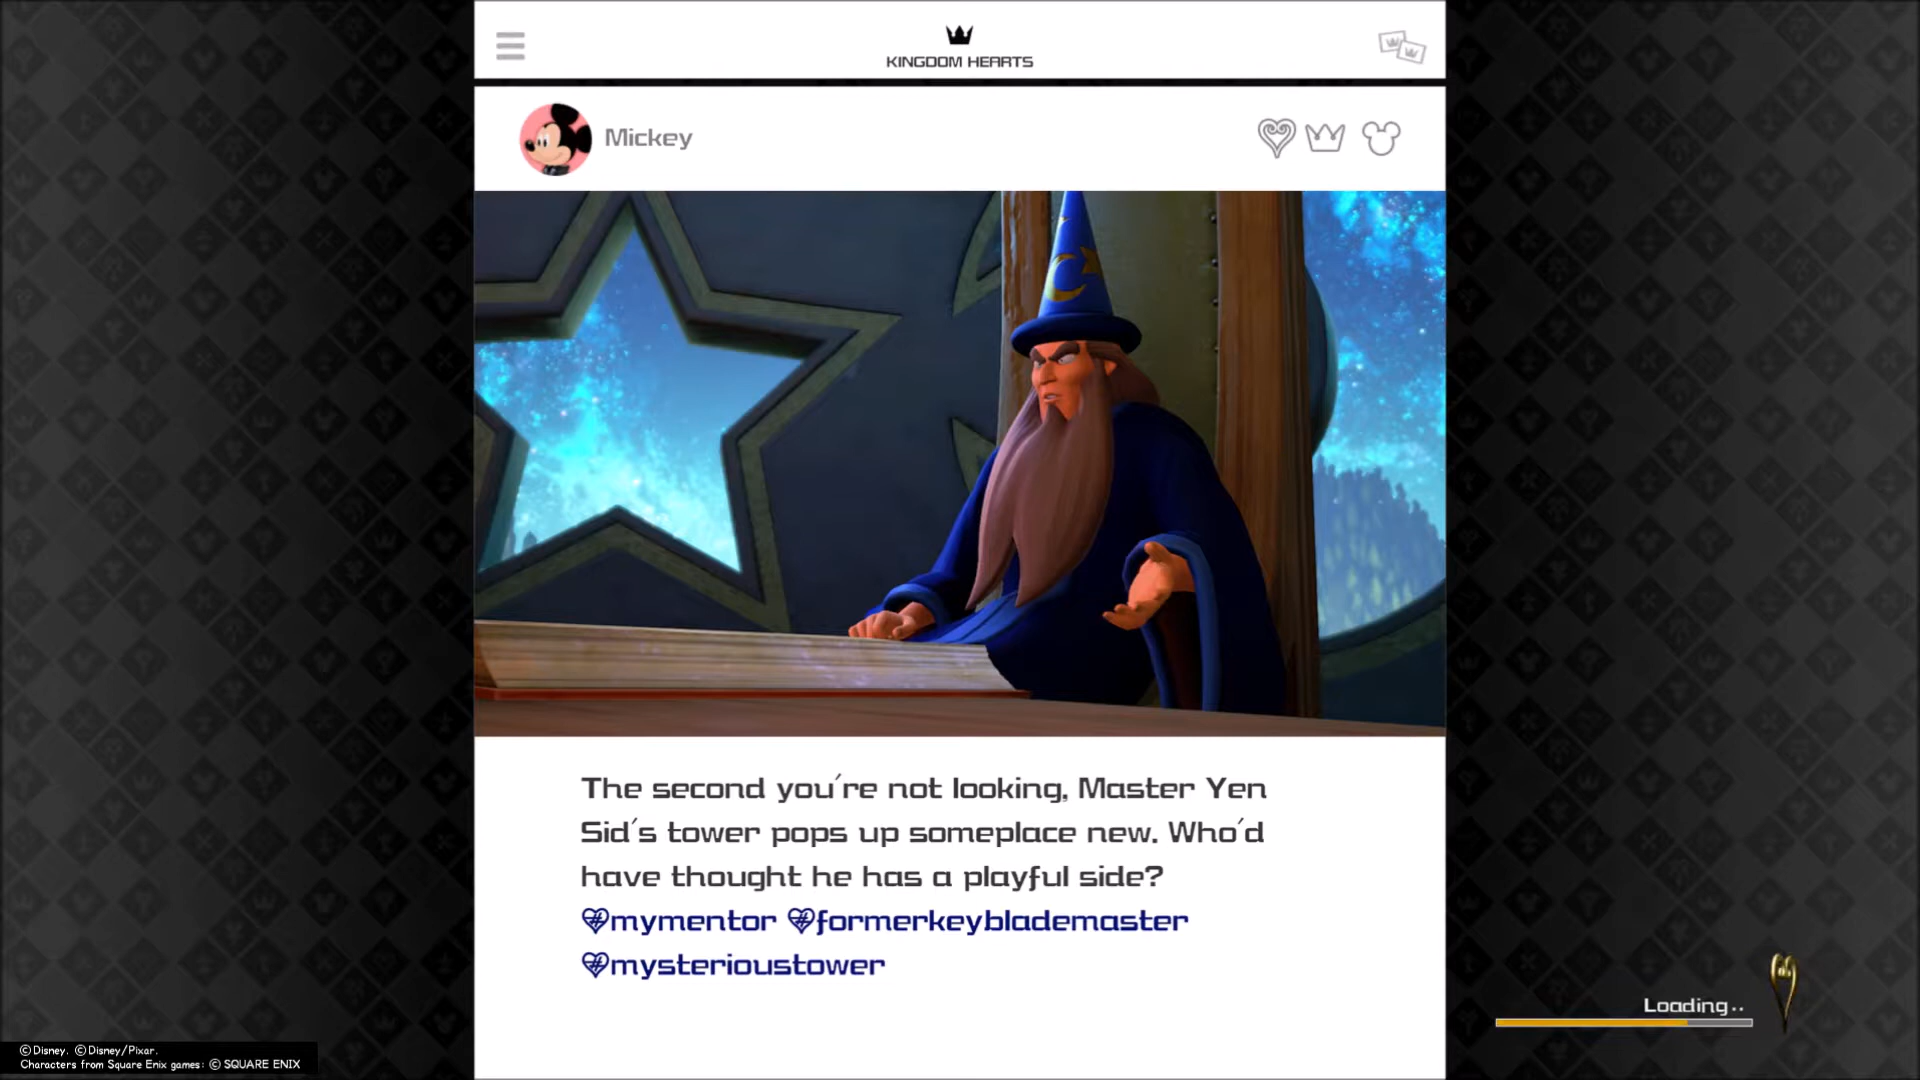 KINGDOM HEARTS
Mickey
The second you're not looking, Master Yen
Sid's tower pops up someplace new. Who'd
have thought he has a playful side?
#mymentor #formerkeyblademaster
#mysterioustower
Loading..
©Disney. ©Disney/Pixar.
Characters from Square Enix games: © SQUARE ENIX